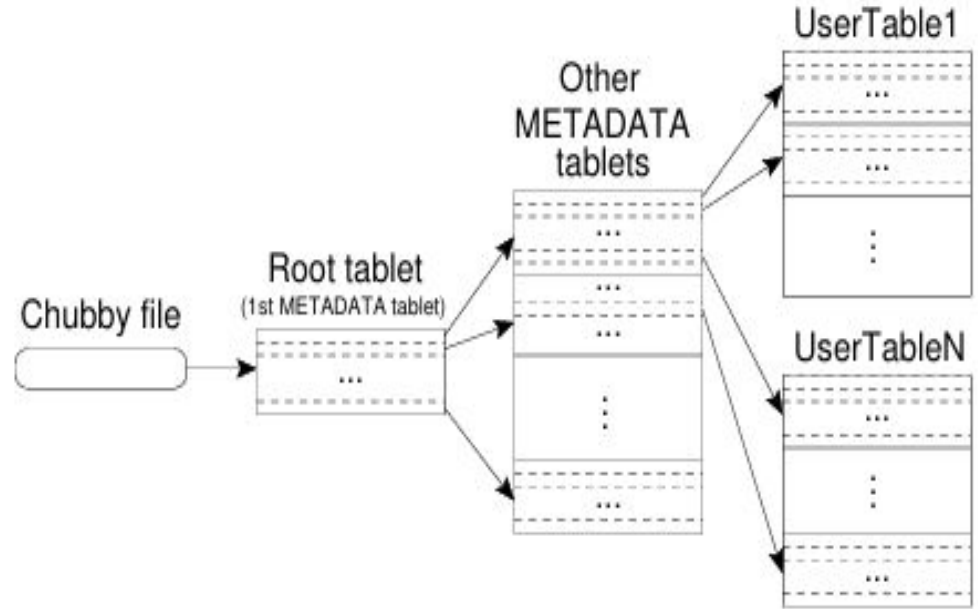 UserTable1
...
...
Other
METADATA
tablets
...
...
...
...
Root tablet
(1st METADATA tablet)
...
Chubby file
UserTableN
...
...